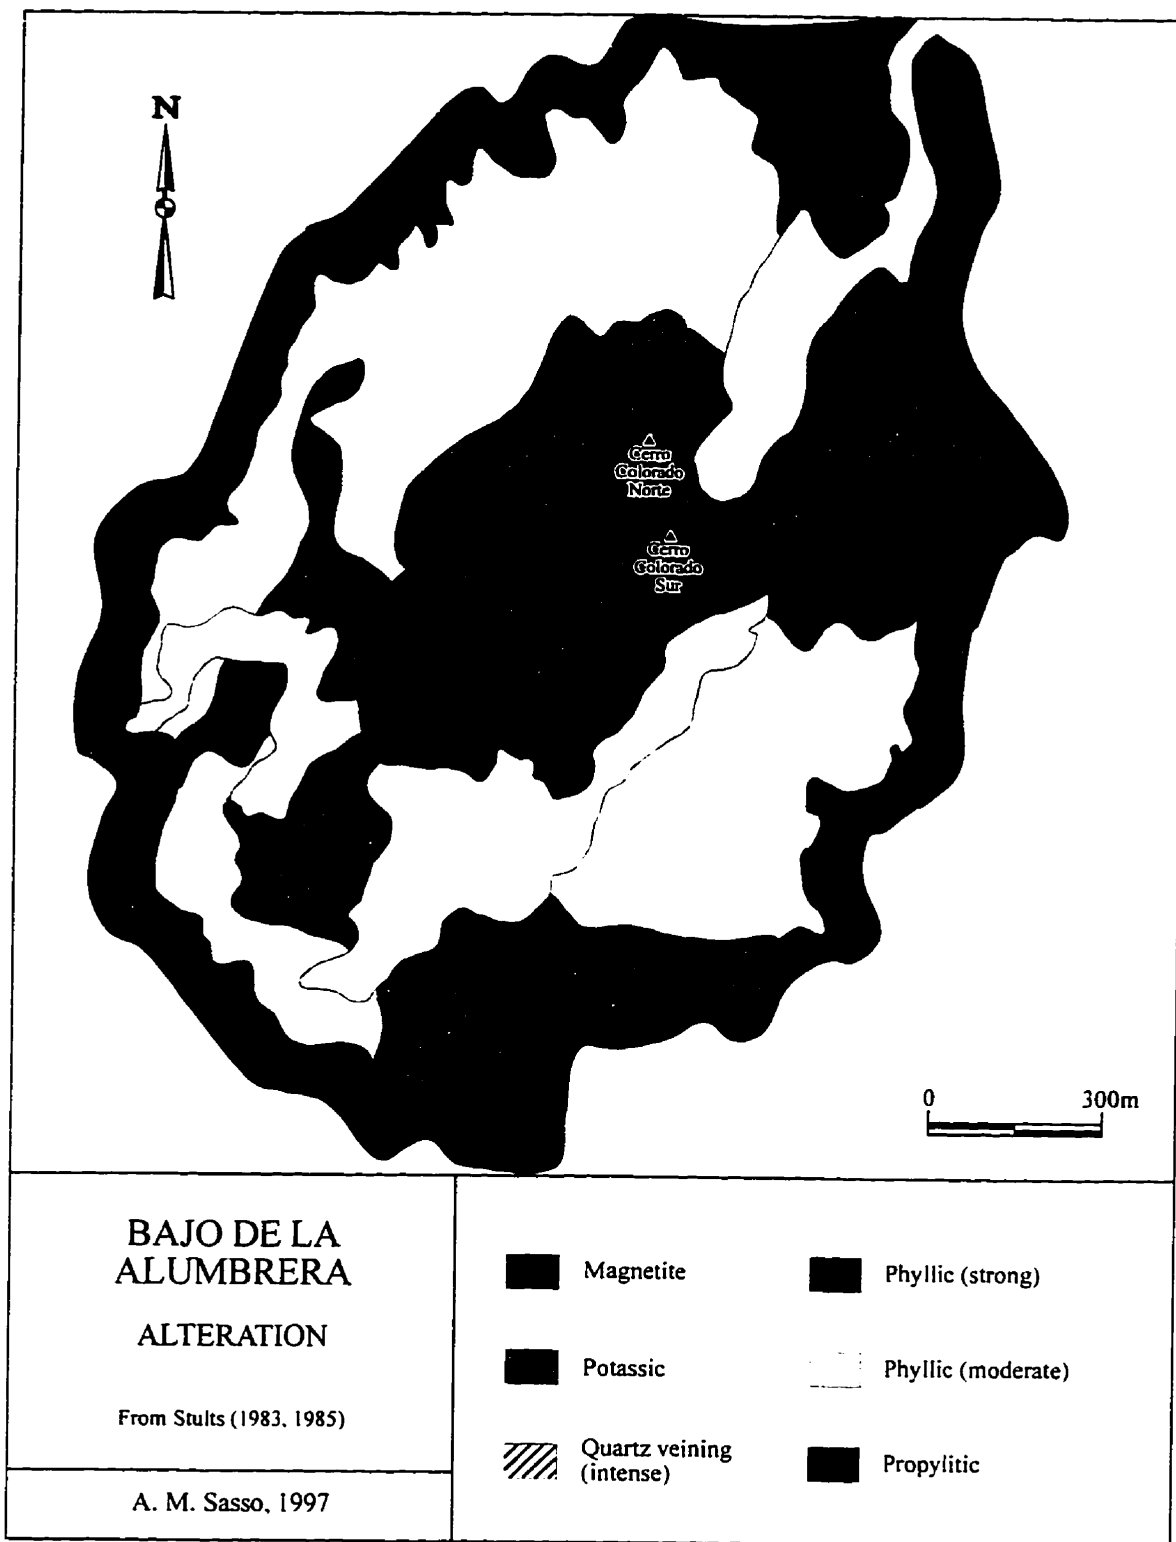 N
Cerro
Colorado
Norte
Cerro
Colorado
Sur
0 300m
BAJO DE LA
ALUMBRERA
ALTERATION
From Stults (1983, 1985)
A. M. Sasso, 1997
Magnetite
Potassic
Quartz veining
(intense)
Phyllic (strong)
Phyllic (moderate)
Propylitic